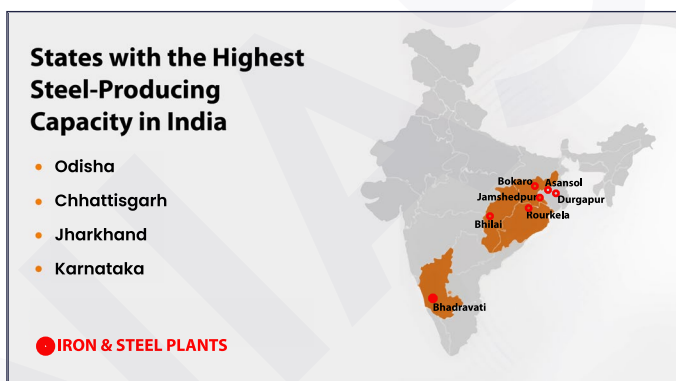 States with the Highest
Steel-Producing
Capacity in India
Odisha
Chhattisgarh
Jharkhand
Karnataka
IRON & STEEL PLANTS
Bokaro
Asansol
Jamshedpur
Durgapur
Rourkela
Bhilai
Bhadravati